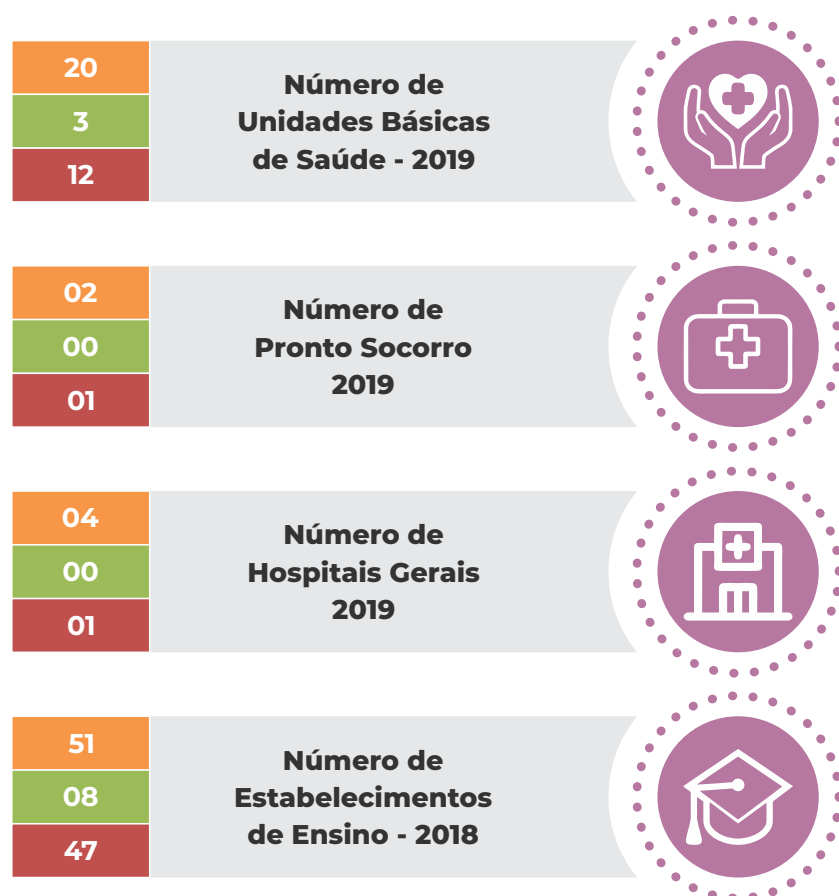 20
3
12
Número de
Unidades Básicas
de Saúde - 2019
02
00
01
Número de
Pronto Socorro
2019
04
00
01
Número de
Hospitais Gerais
2019
51
08
47
Número de
Estabelecimentos
de Ensino - 2018